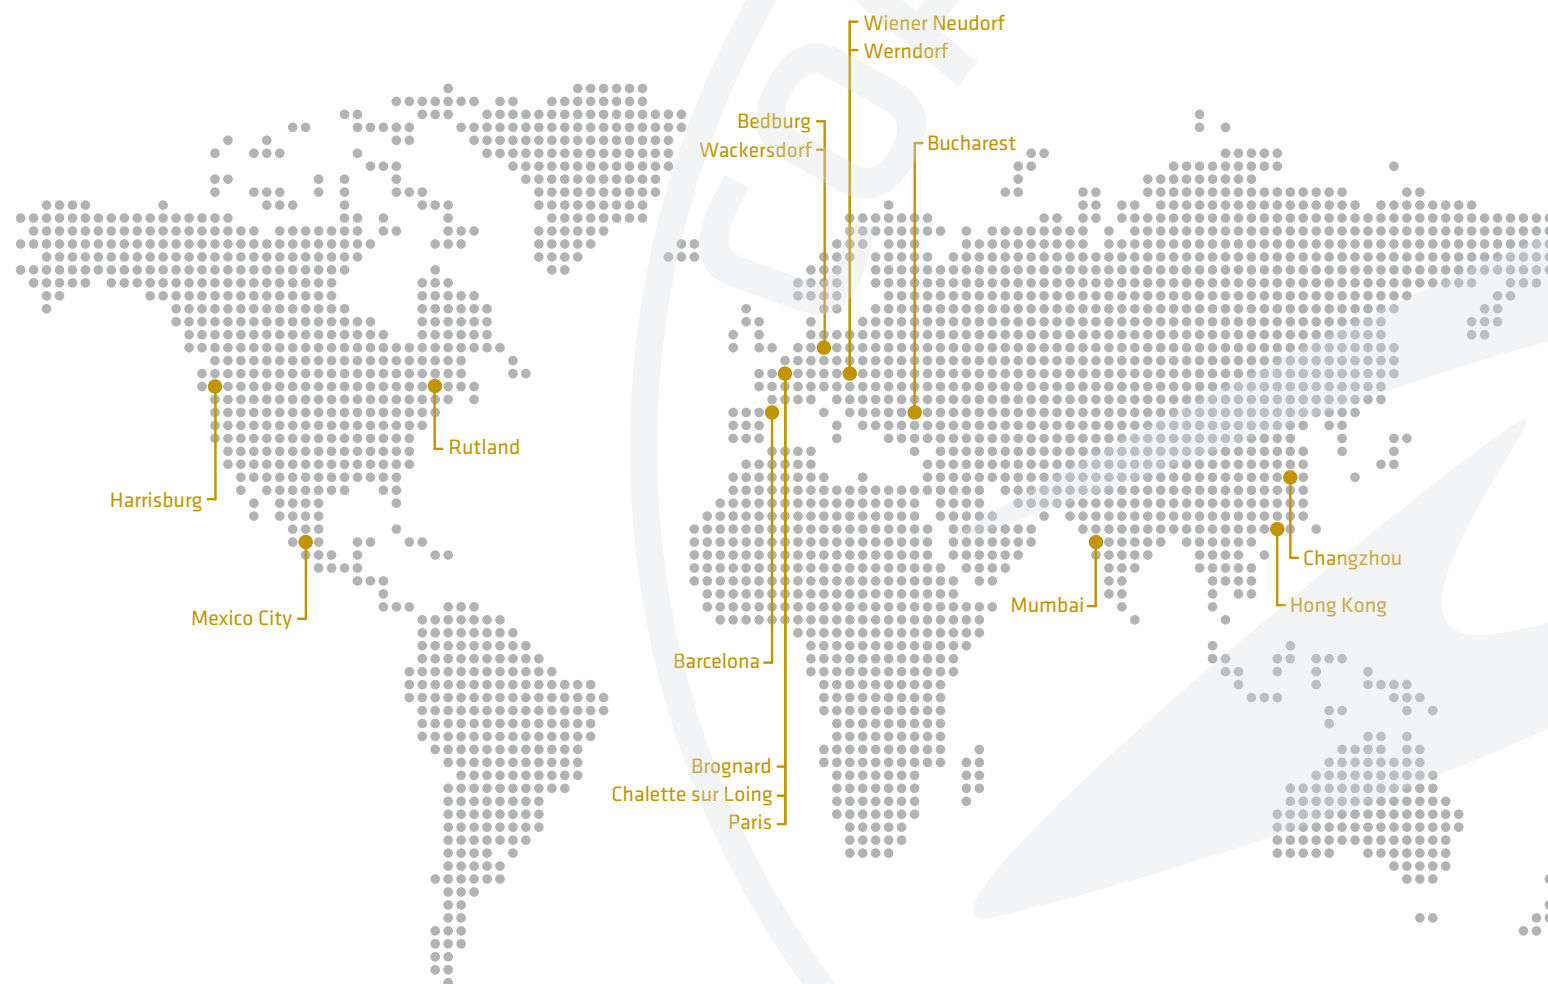 Wiener Neudorf
Werndorf
Bedburg
Wackersdorf
Bucharest
Rutland
Harrisburg
Changzhou
Mumbai
Hong Kong
Mexico City
Barcelona
Brognard
Chalette sur Loing
Paris